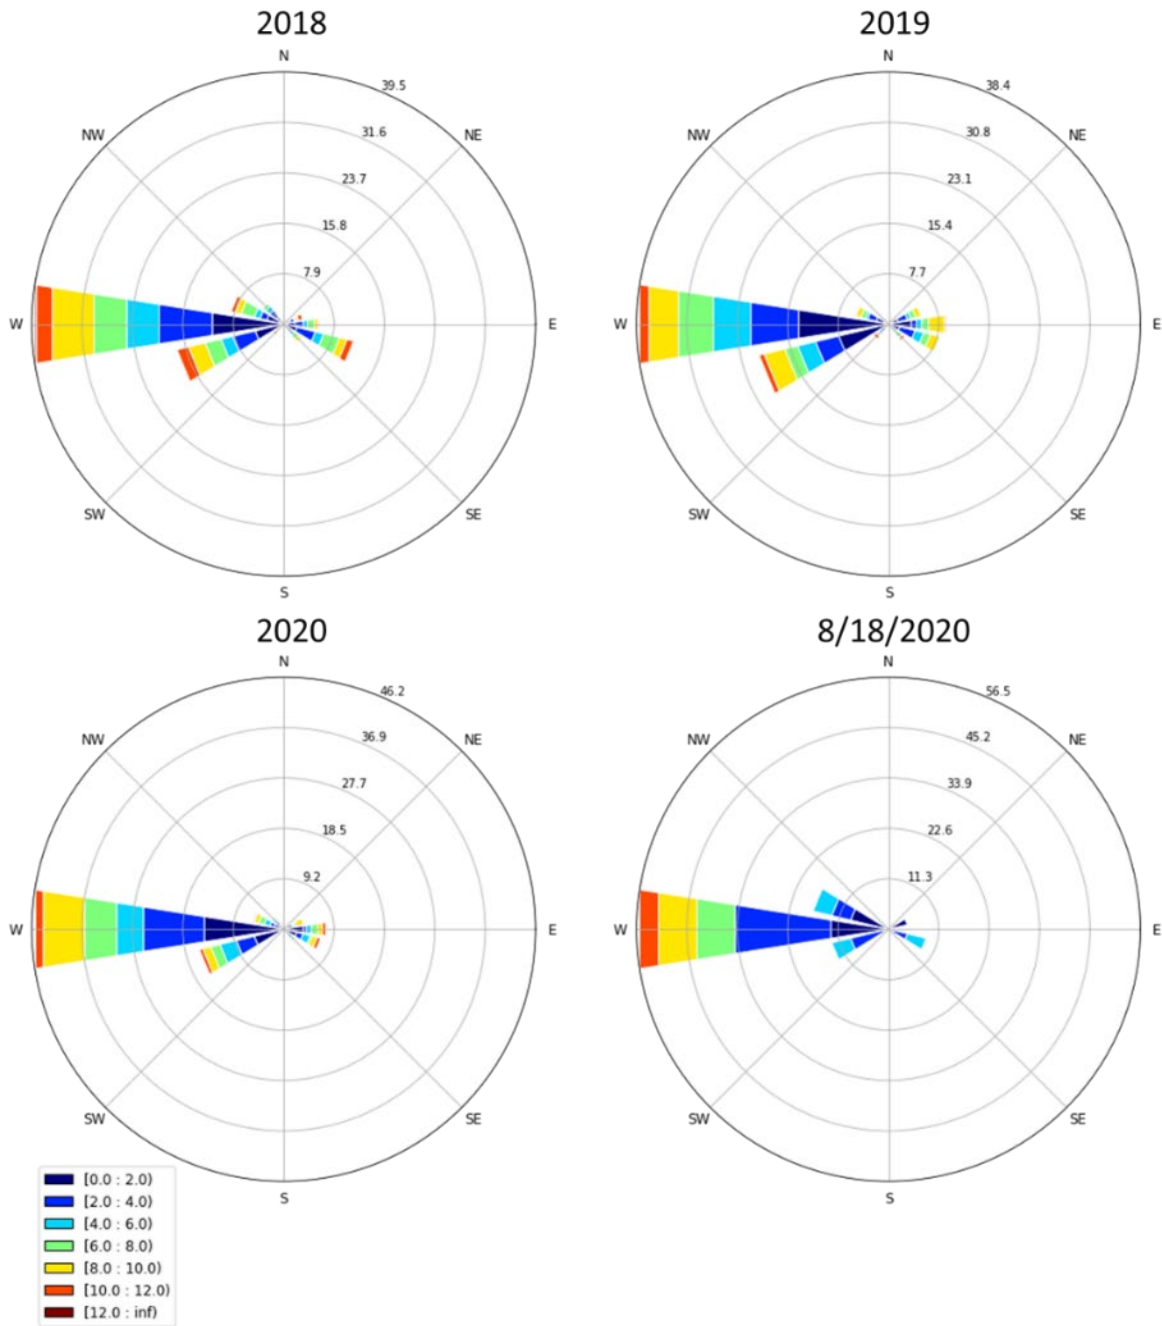 2018 2019
N N
39.5 38.4
NW 31.6 NE NW 30.8 NE
23.7 23.1
15.8 15.4
7.9 7.7
W E W E
SW SE SW SE
S S
2020 8/18/2020
N N
46.2 56.5
NW 36.9 NE NW 45.2 NE
27.7 33.9
18.5 22.6
9.2 11.3
W E W E
SW SE SW SE
S S
[0.0 : 2.0)
[2.0 : 4.0)
[4.0 : 6.0)
[6.0 : 8.0)
[8.0 : 10.0)
[10.0 : 12.0)
[12.0 : inf)